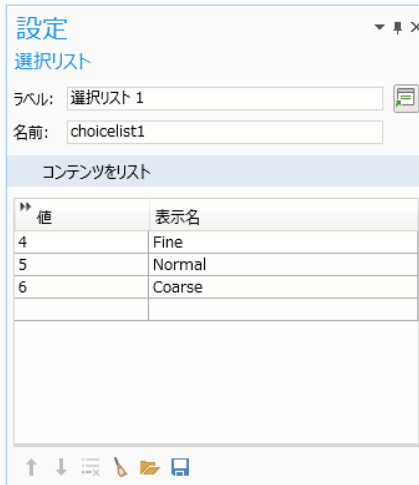 設定
選択リスト
ラベル: 選択リスト 1
名前: choicelist1
コンテンツをリスト
値 表示名
4 Fine
5 Normal
6 Coarse